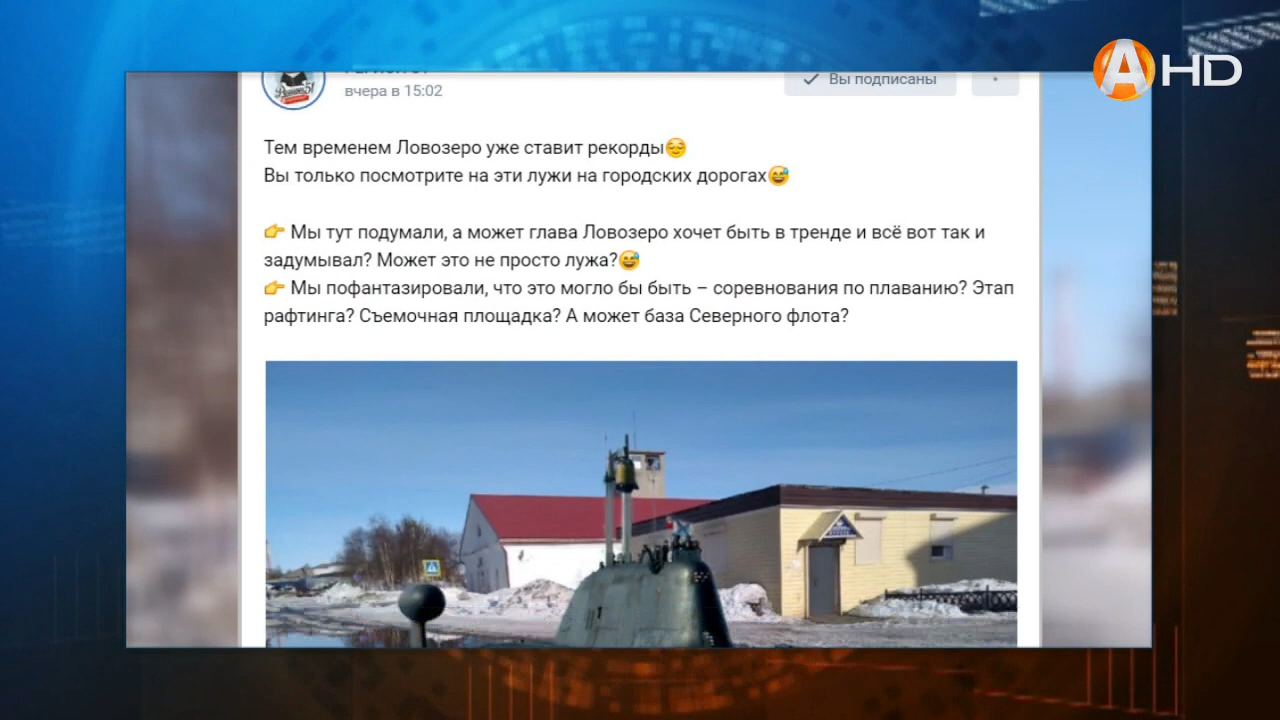 AHD
вчера в 15:02
Вы подписаны
Тем временем Ловозеро уже ставит рекорды😌
Вы только посмотрите на эти лужи на городских дорогах😅
👉 Мы тут подумали, а может глава Ловозеро хочет быть в тренде и всё вот так и
задумывал? Может это не просто лужа?😅
👉 Мы пофантазировали, что это могло бы быть – соревнования по плаванию? Этап
рафтинга? Съемочная площадка? А может база Северного флота?